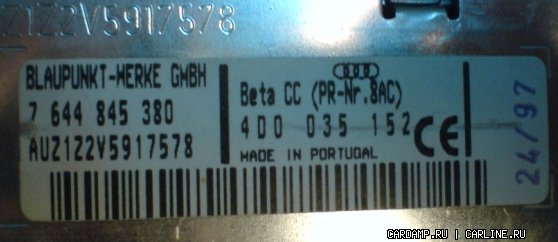 Z1Z2V5917578
BLAUPUNKT-WERKE GMBH
7 644 845 380
AUZ1Z2V5917578
Beta CC (PR-Nr.8AC)
4D0 035 152
CE
MADE IN PORTUGAL
24/97
CARDAMP.RU | CARLINE.RU